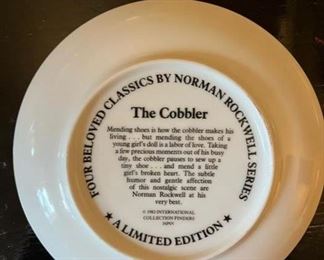 FOUR BELOVED CLASSICS BY NORMAN ROCKWELL SERIES
The Cobbler
Mending shoes is how the cobbler makes his
living . . . but mending the shoes of a
young girl's doll is a labor of love. Taking
a few precious moments out of his busy
day, the cobbler pauses to sew up a
tiny shoe . . . and mend a little
girl's broken heart. The subtle
humor and gentle affection
of this nostalgic scene are
Norman Rockwell at his
very best.
© 1982 INTERNATIONAL
COLLECTION FINDERS
JAPAN
★ A LIMITED EDITION ★